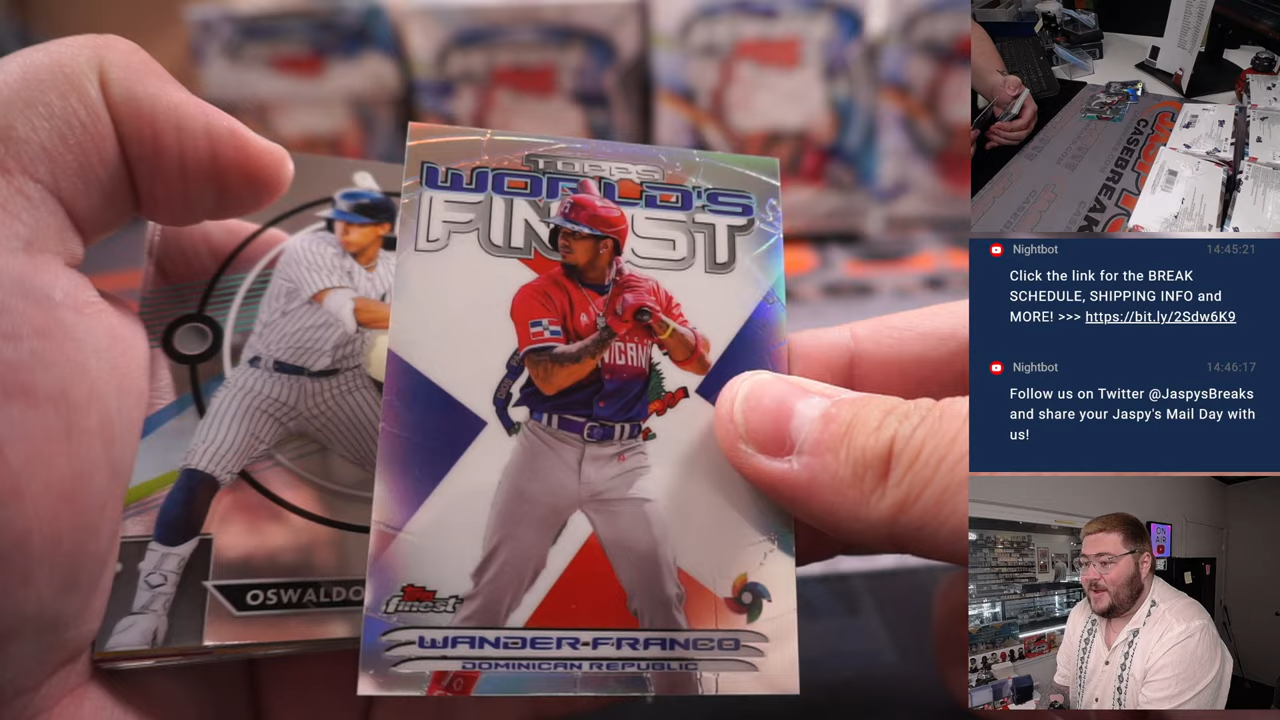 TOPPS
WORLD'S
FINEST
Topps
finest
WANDER FRANCO
DOMINICAN REPUBLIC
OSWALDO
CASEBREAK
Nightbot 14:45:21
Click the link for the BREAK
SCHEDULE, SHIPPING INFO and
MORE! >>> https://bit.ly/2Sdw6K9
Nightbot 14:46:17
Follow us on Twitter @JaspysBreaks
and share your Jaspy's Mail Day with
us!
ON
AIR